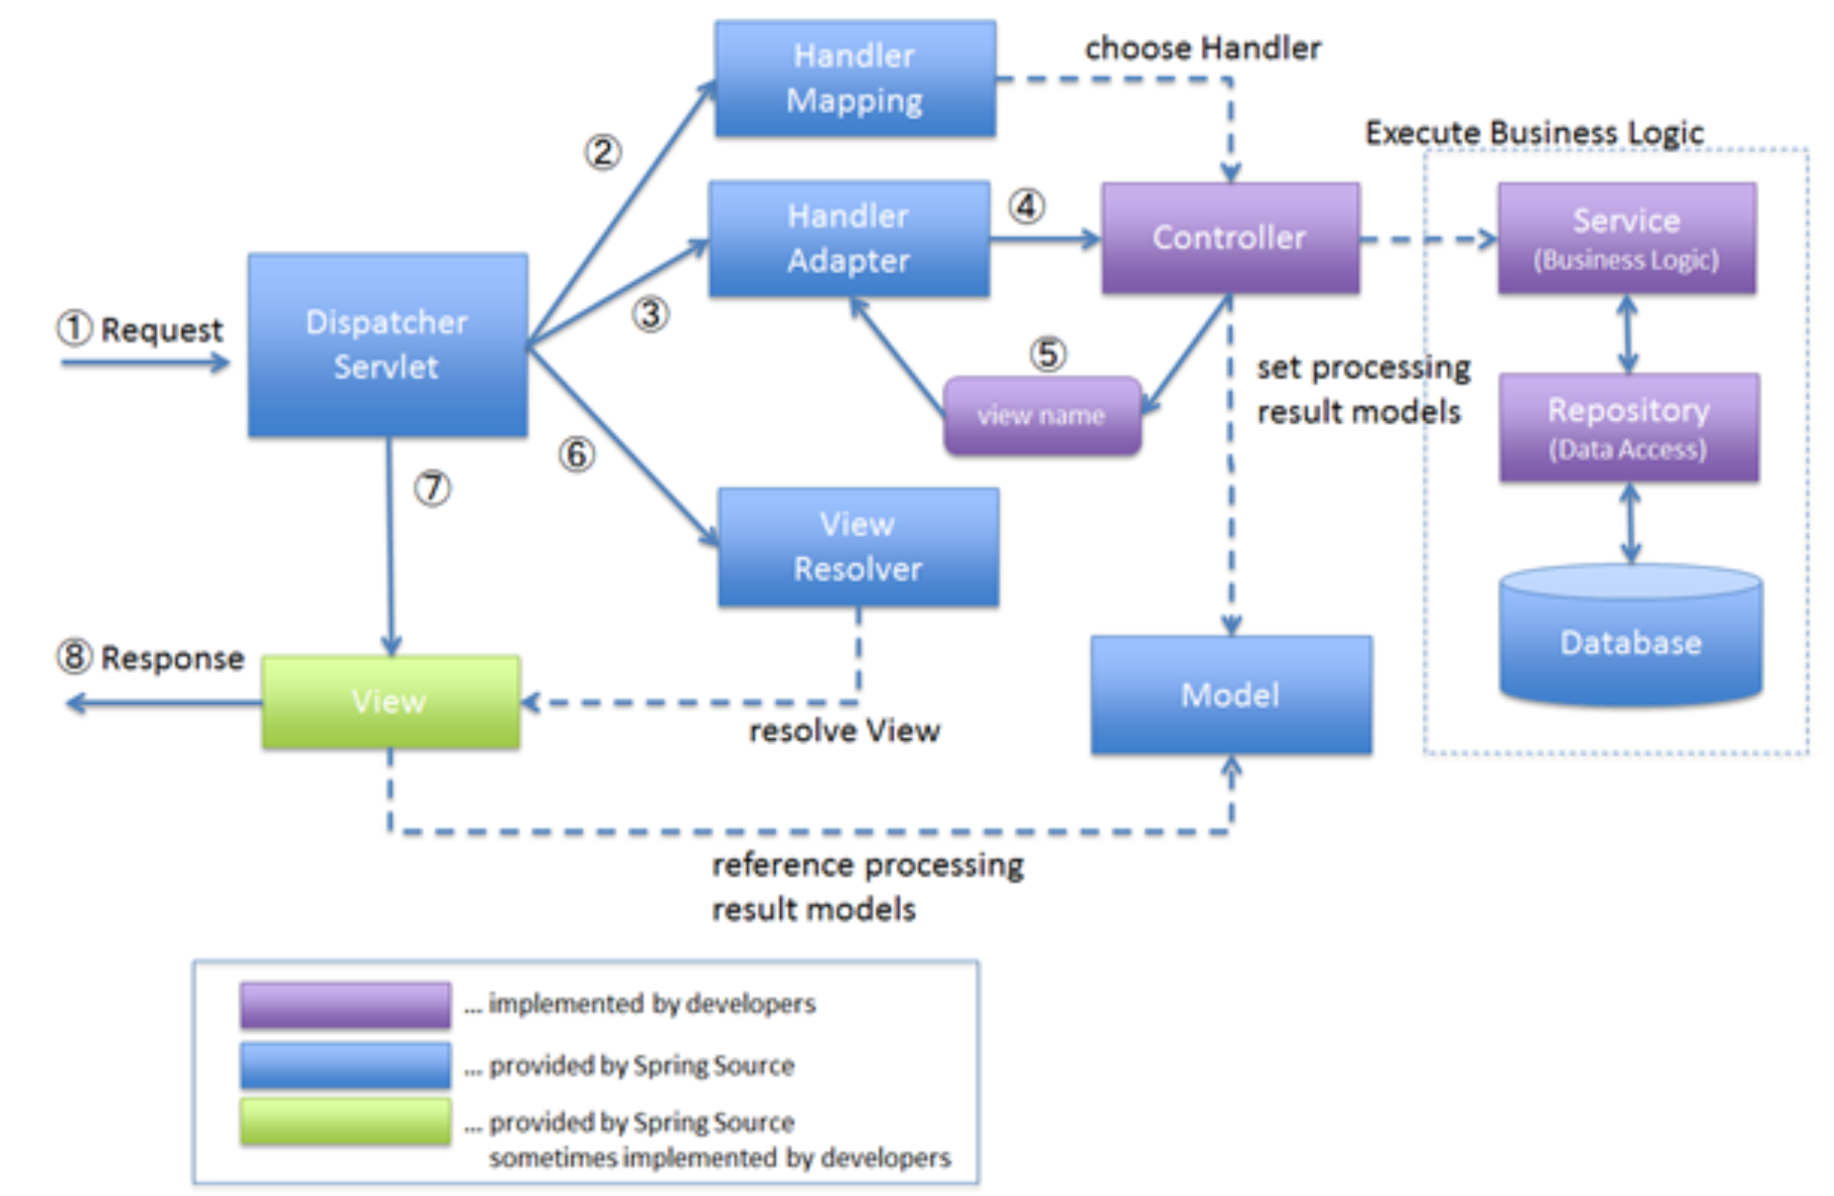 Handler
Mapping
choose Handler
②
Execute Business Logic
Handler
Adapter
④
Controller
Service
(Business Logic)
① Request
Dispatcher
Servlet
③
⑤
view name
set processing
result models
Repository
(Data Access)
⑥
⑦
View
Resolver
Database
⑧ Response
View
resolve View
Model
reference processing
result models
... implemented by developers
... provided by Spring Source
... provided by Spring Source
sometimes implemented by developers